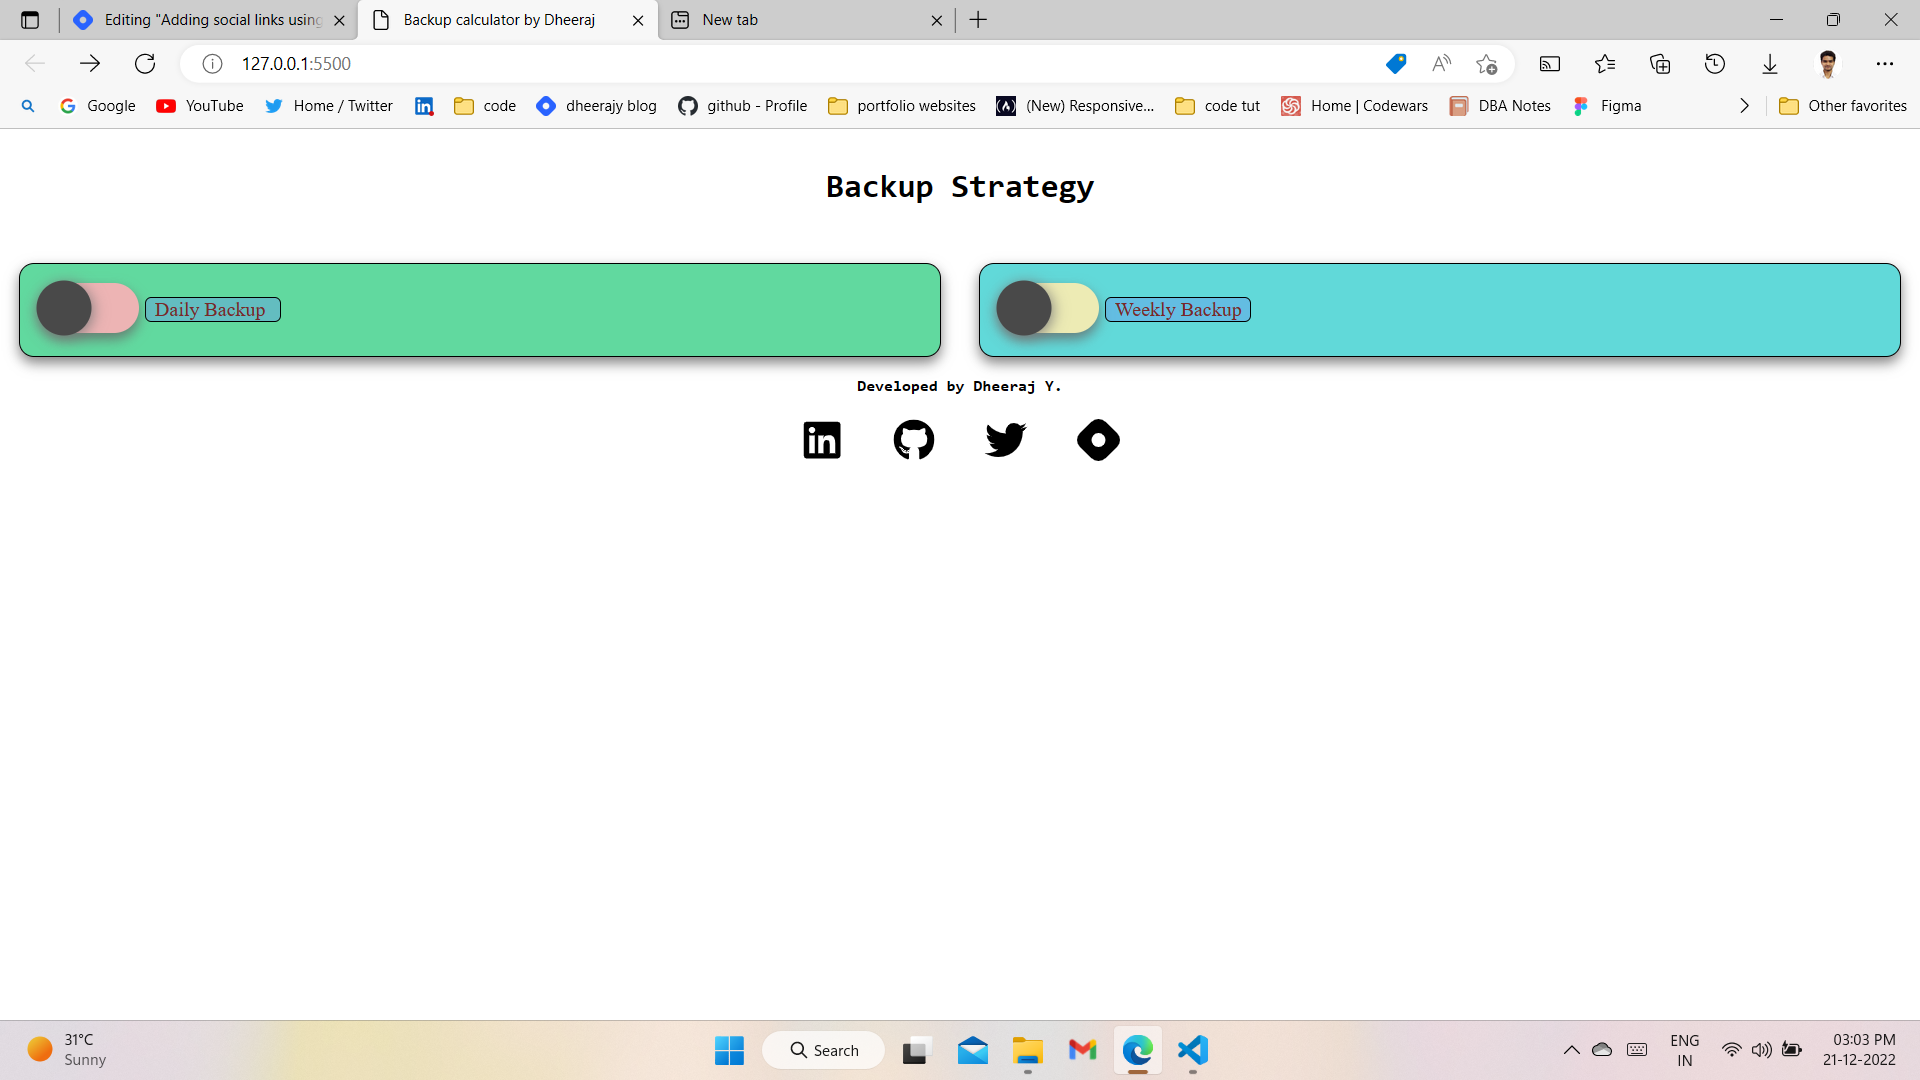 Editing "Adding social links using
Backup calculator by Dheeraj
New tab
127.0.0.1:5500
Google
YouTube
Home / Twitter
code
dheerajy blog
github - Profile
portfolio websites
(New) Responsive...
code tut
Home | Codewars
DBA Notes
Figma
Other favorites
Backup Strategy
Daily Backup
Weekly Backup
Developed by Dheeraj Y.
31°C
Sunny
Search
ENG
IN
03:03 PM
21-12-2022